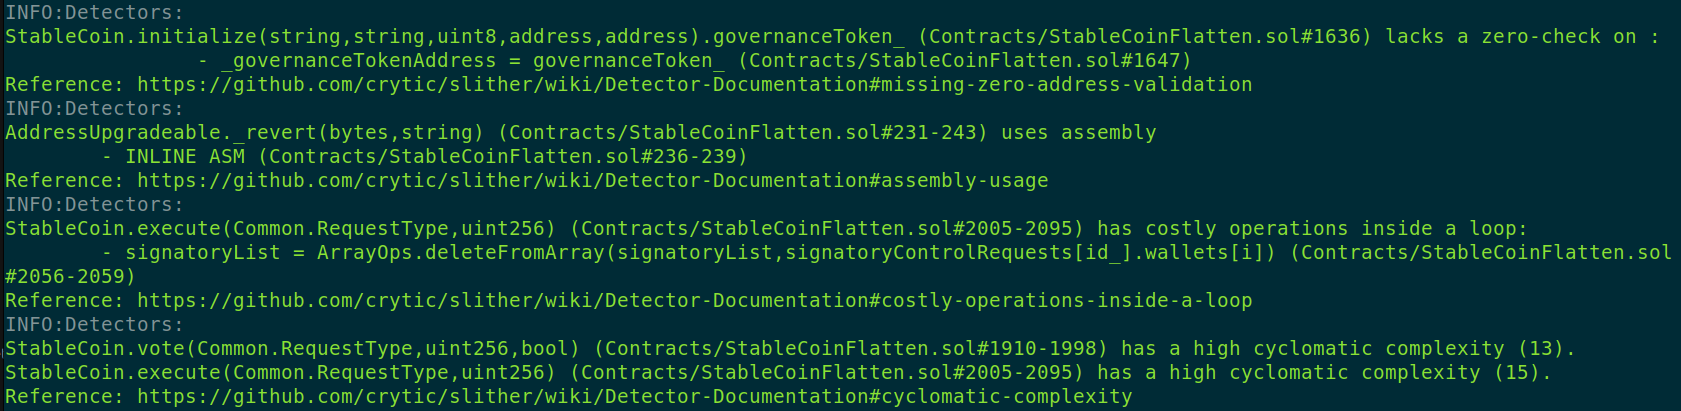 INFO:Detectors:
StableCoin.initialize(string,string,uint8,address,address).governanceToken_ (Contracts/StableCoinFlatten.sol#1636) lacks a zero-check on :
                - _governanceTokenAddress = governanceToken_ (Contracts/StableCoinFlatten.sol#1647)
Reference: https://github.com/crytic/slither/wiki/Detector-Documentation#missing-zero-address-validation
INFO:Detectors:
AddressUpgradeable._revert(bytes,string) (Contracts/StableCoinFlatten.sol#231-243) uses assembly
        - INLINE ASM (Contracts/StableCoinFlatten.sol#236-239)
Reference: https://github.com/crytic/slither/wiki/Detector-Documentation#assembly-usage
INFO:Detectors:
StableCoin.execute(Common.RequestType,uint256) (Contracts/StableCoinFlatten.sol#2005-2095) has costly operations inside a loop:
        - signatoryList = ArrayOps.deleteFromArray(signatoryList,signatoryControlRequests[id_].wallets[i]) (Contracts/StableCoinFlatten.sol
#2056-2059)
Reference: https://github.com/crytic/slither/wiki/Detector-Documentation#costly-operations-inside-a-loop
INFO:Detectors:
StableCoin.vote(Common.RequestType,uint256,bool) (Contracts/StableCoinFlatten.sol#1910-1998) has a high cyclomatic complexity (13).
StableCoin.execute(Common.RequestType,uint256) (Contracts/StableCoinFlatten.sol#2005-2095) has a high cyclomatic complexity (15).
Reference: https://github.com/crytic/slither/wiki/Detector-Documentation#cyclomatic-complexity